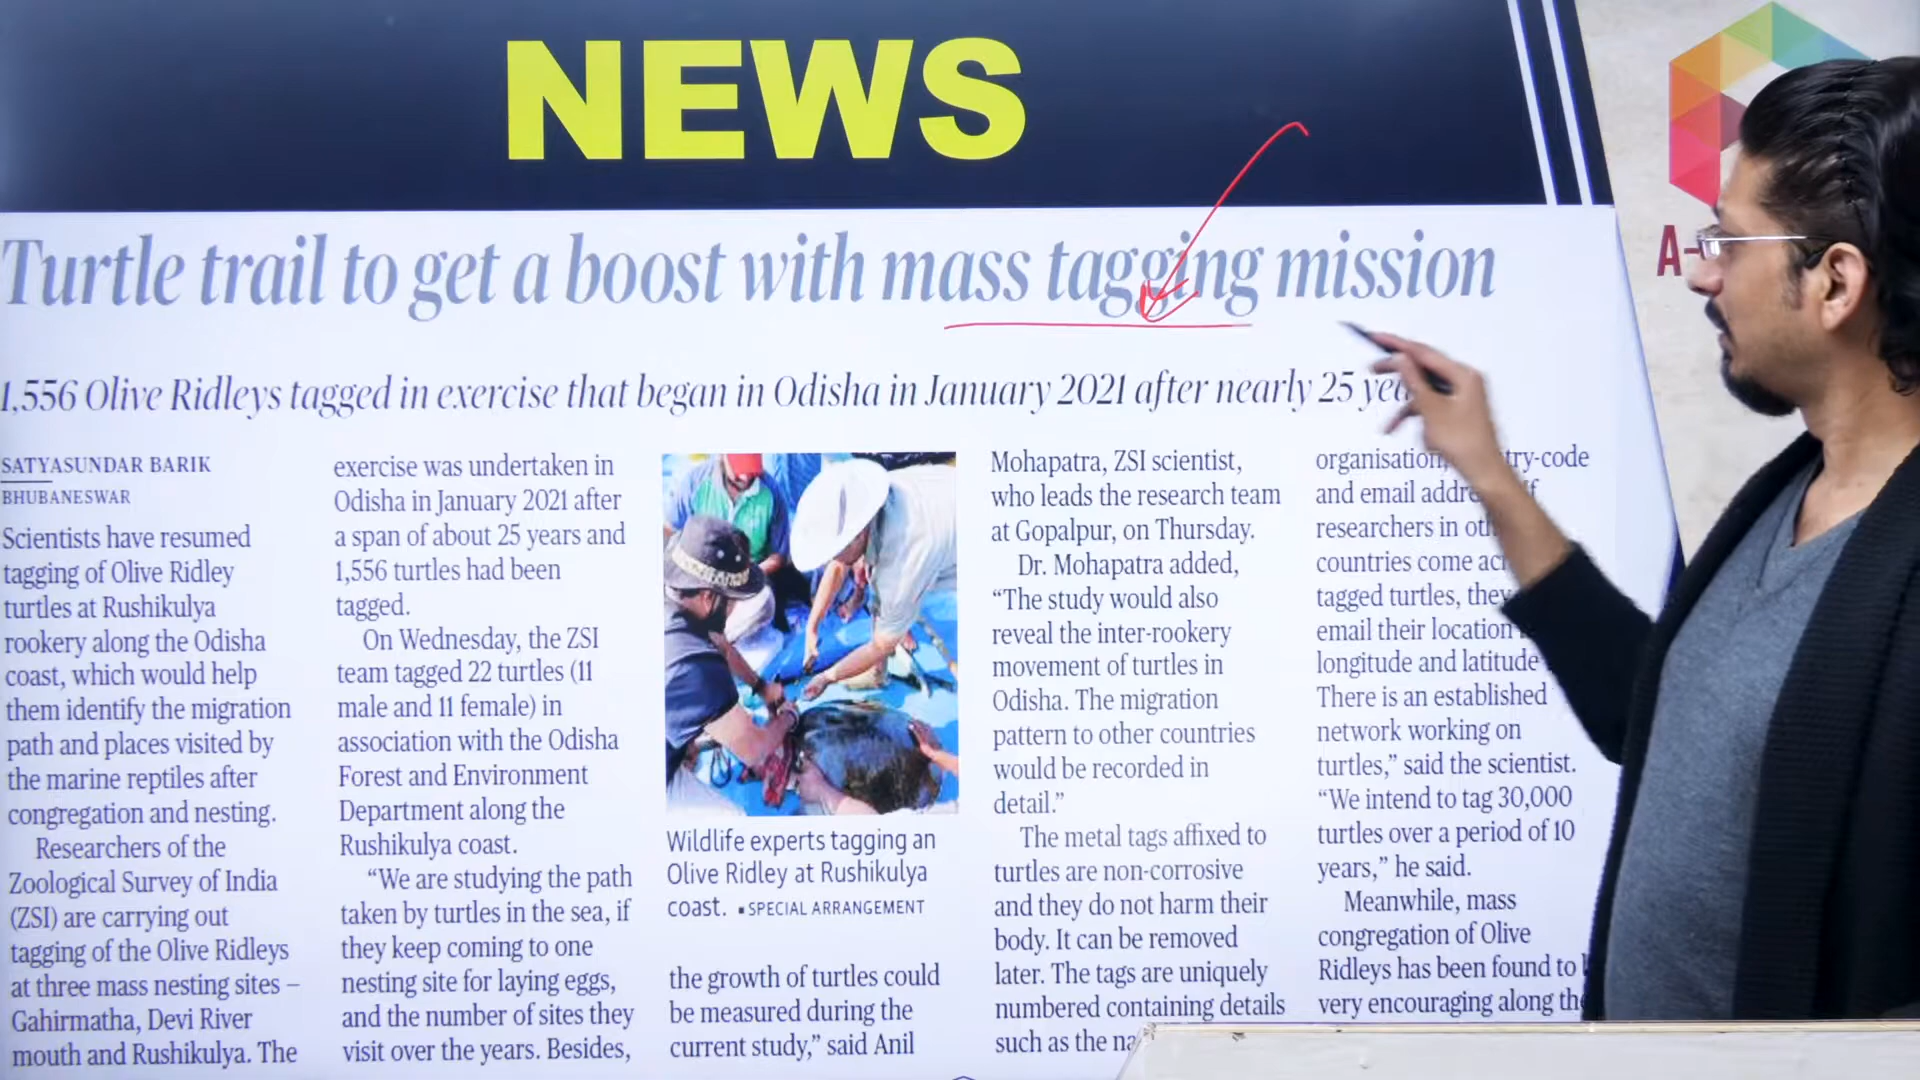 NEWS
A-
Turtle trail to get a boost with mass tagging mission
1,556 Olive Ridleys tagged in exercise that began in Odisha in January 2021 after nearly 25
SATYASUNDAR BARIK
BHUBANESWAR
Scientists have resumed
tagging of Olive Ridley
turtles at Rushikulya
rookery along the Odisha
coast, which would help
them identify the migration
path and places visited by
the marine reptiles after
congregation and nesting.
Researchers of the
Zoological Survey of India
(ZSI) are carrying out
tagging of the Olive Ridleys
at three mass nesting sites –
Gahirmatha, Devi River
mouth and Rushikulya. The
exercise was undertaken in
Odisha in January 2021 after
a span of about 25 years and
1,556 turtles had been
tagged.
On Wednesday, the ZSI
team tagged 22 turtles (11
male and 11 female) in
association with the Odisha
Forest and Environment
Department along the
Rushikulya coast.
“We are studying the path
taken by turtles in the sea, if
they keep coming to one
nesting site for laying eggs,
and the number of sites they
visit over the years. Besides,
Wildlife experts tagging an
Olive Ridley at Rushikulya
coast. ▪ SPECIAL ARRANGEMENT
the growth of turtles could
be measured during the
current study,” said Anil
Mohapatra, ZSI scientist,
who leads the research team
at Gopalpur, on Thursday.
Dr. Mohapatra added,
“The study would also
reveal the inter-rookery
movement of turtles in
Odisha. The migration
pattern to other countries
would be recorded in
detail.”
The metal tags affixed to
turtles are non-corrosive
and they do not harm their
body. It can be removed
later. The tags are uniquely
numbered containing details
such as the
organisation, try-code
and email if
researchers in
countries come
tagged turtles, they
email their location
longitude and latitude
There is an established
network working on
turtles,” said the scientist.
“We intend to tag 30,000
turtles over a period of 10
years,” he said.
Meanwhile, mass
congregation of Olive
Ridleys has been found to
very encouraging along the